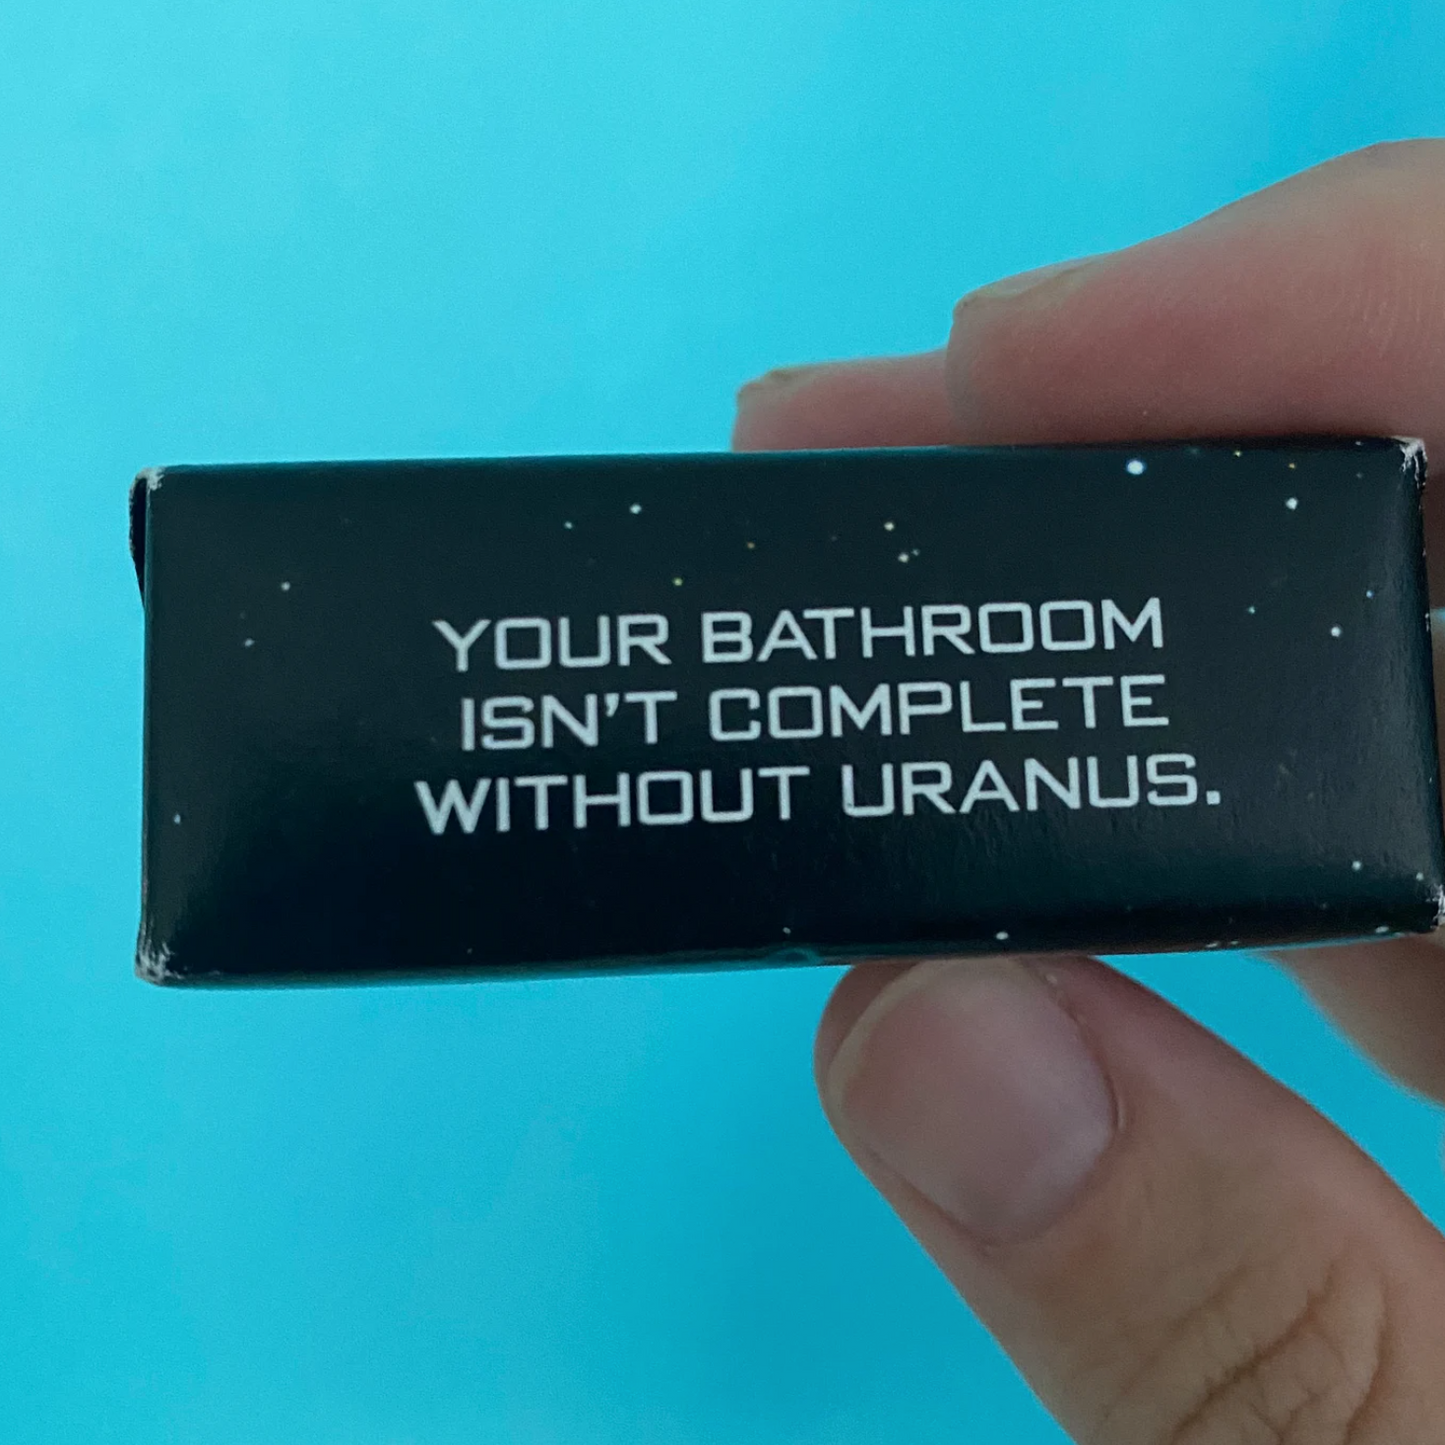 YOUR BATHROOM
ISN'T COMPLETE
WITHOUT URANUS.